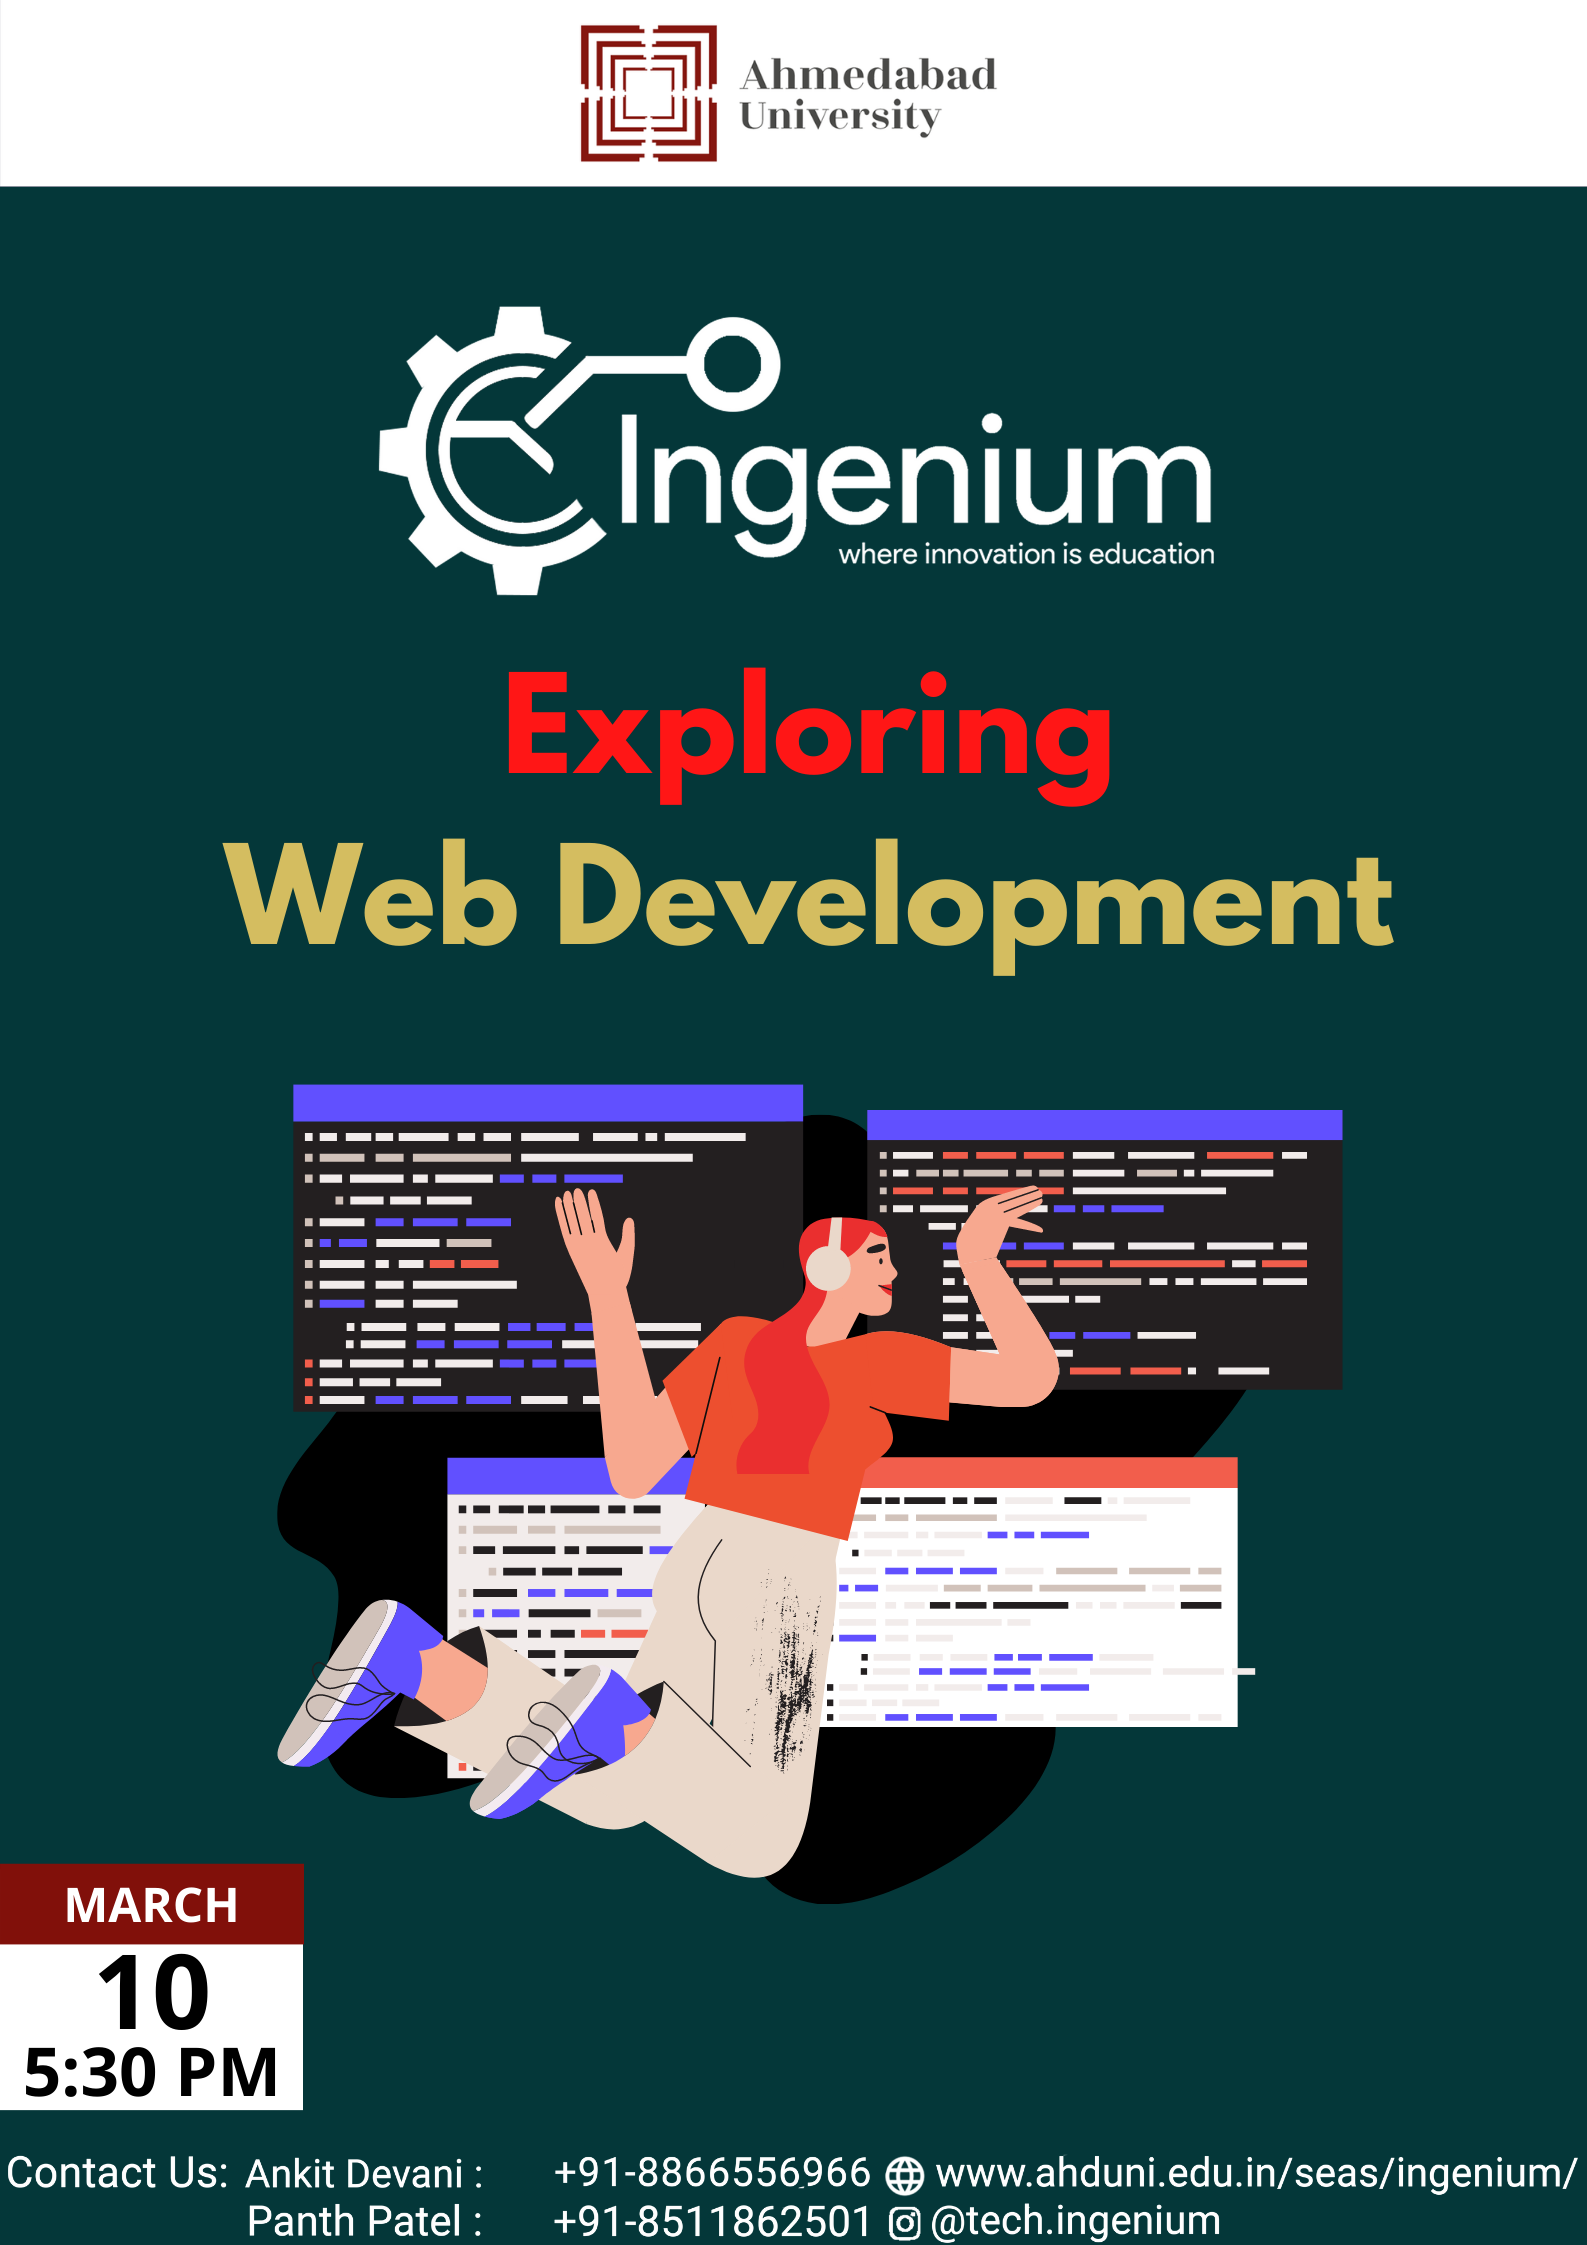 Ahmedabad
University
Ingenium
where innovation is education
Exploring
Web Development
MARCH
10
5:30 PM
Contact Us: Ankit Devani : +91-8866556966 www.ahduni.edu.in/seas/ingenium/
Panth Patel : +91-8511862501 @tech.ingenium